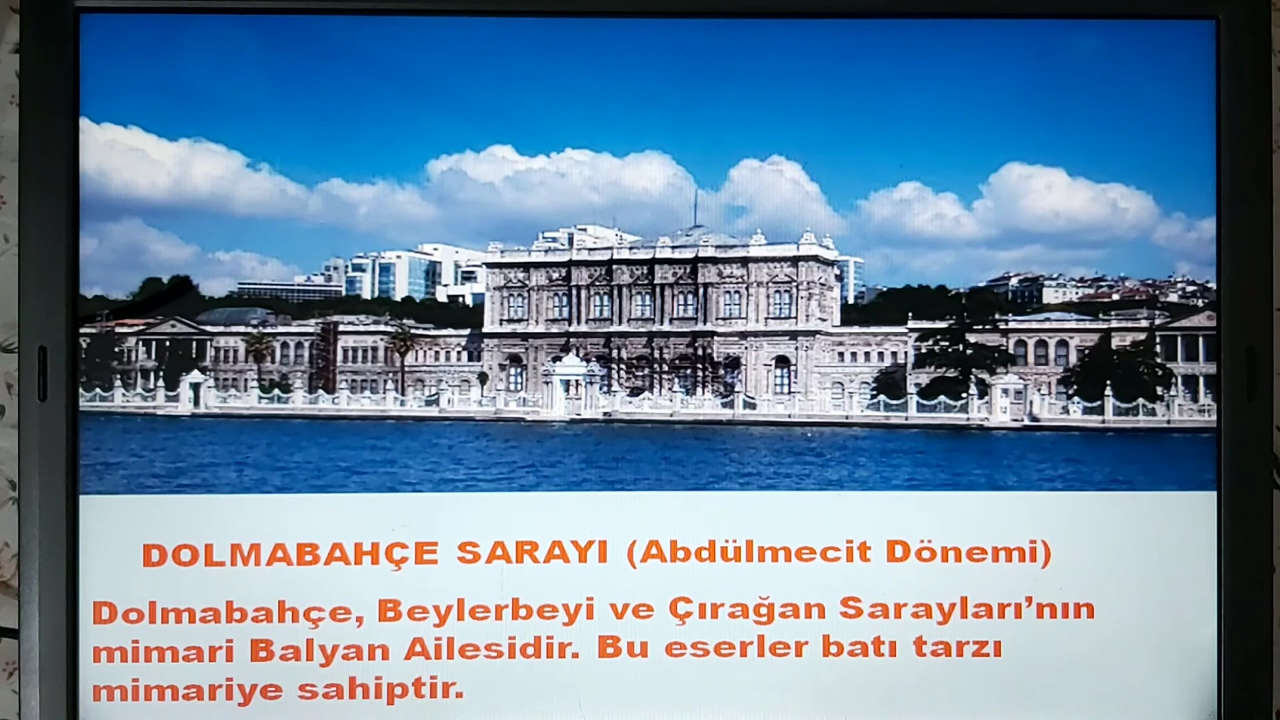 DOLMABAHÇE SARAYI (Abdülmecit Dönemi)
Dolmabahçe, Beylerbeyi ve Çırağan Sarayları’nın
mimari Balyan Ailesidir. Bu eserler batı tarzı
mimariye sahiptir.